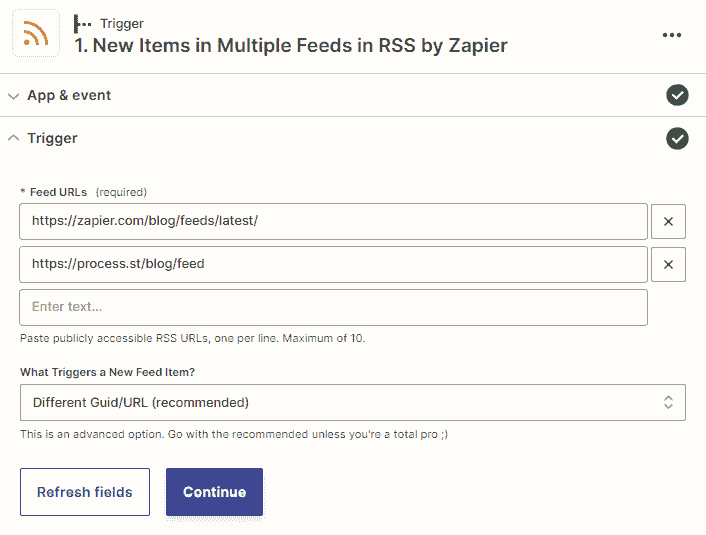 Trigger
1. New Items in Multiple Feeds in RSS by Zapier
App & event
Trigger
* Feed URLs (required)
https://zapier.com/blog/feeds/latest/
https://process.st/blog/feed
Enter text...
Paste publicly accessible RSS URLs, one per line. Maximum of 10.
What Triggers a New Feed Item?
Different Guid/URL (recommended)
This is an advanced option. Go with the recommended unless you're a total pro ;)
Refresh fields
Continue